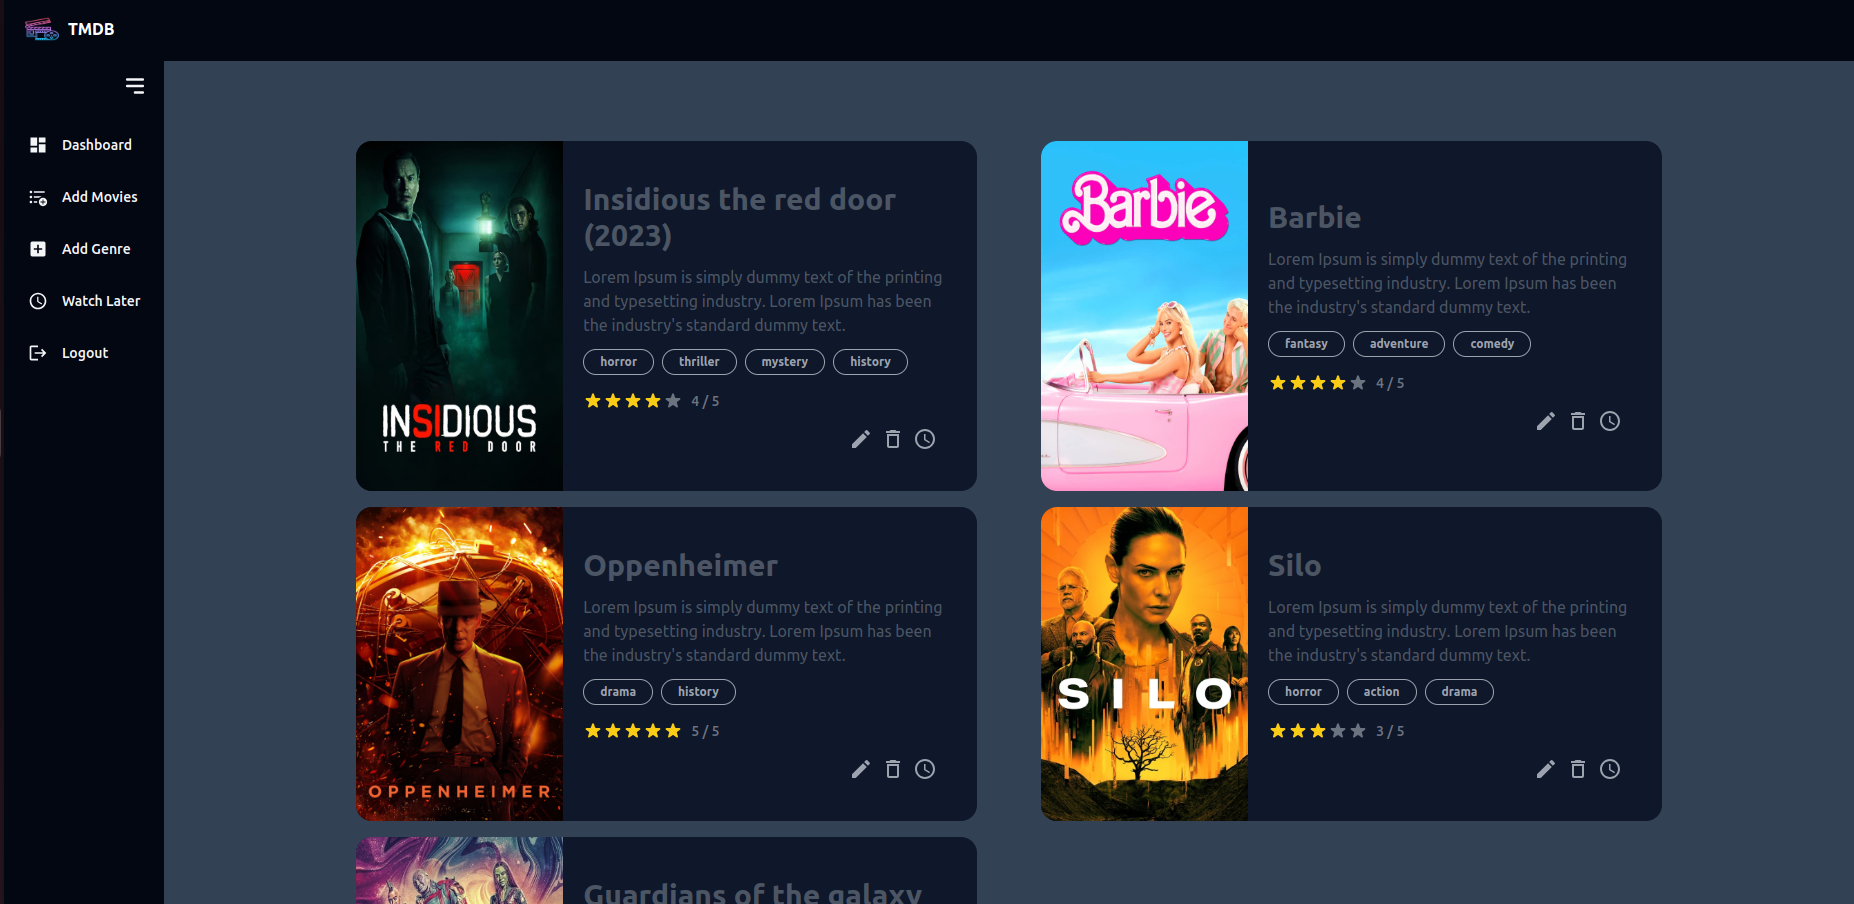 TMDB
Dashboard
Add Movies
Add Genre
Watch Later
Logout
INSIDIOUS
THE RED DOOR
Insidious the red door
(2023)
Lorem Ipsum is simply dummy text of the printing
and typesetting industry. Lorem Ipsum has been
the industry's standard dummy text.
horror thriller mystery history
4 / 5
Barbie
Barbie
Lorem Ipsum is simply dummy text of the printing
and typesetting industry. Lorem Ipsum has been
the industry's standard dummy text.
fantasy adventure comedy
4 / 5
OPPENHEIMER
Oppenheimer
Lorem Ipsum is simply dummy text of the printing
and typesetting industry. Lorem Ipsum has been
the industry's standard dummy text.
drama history
5 / 5
SILO
Silo
Lorem Ipsum is simply dummy text of the printing
and typesetting industry. Lorem Ipsum has been
the industry's standard dummy text.
horror action drama
3 / 5
Guardians of the galaxy